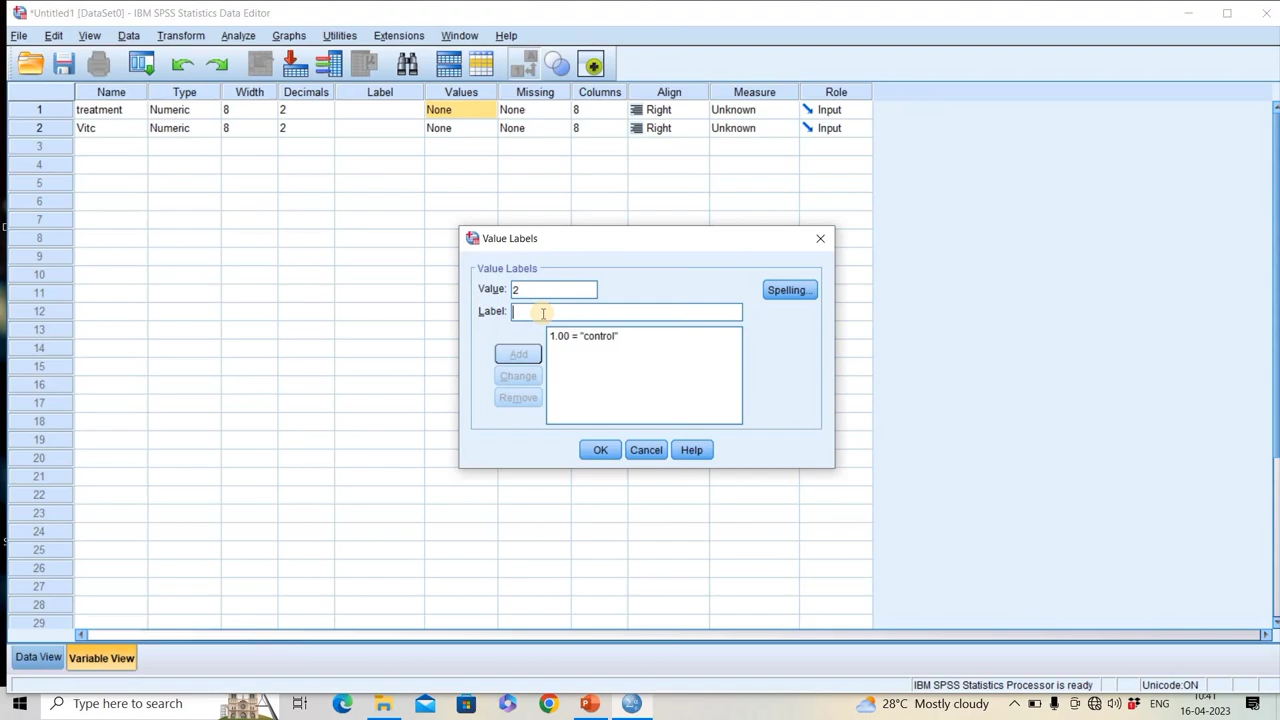 *Untitled1 [DataSet0] - IBM SPSS Statistics Data Editor
File Edit View Data Transform Analyze Graphs Utilities Extensions Window Help
Name Type Width Decimals Label Values Missing Columns Align Measure Role
1 treatment Numeric 8 2 None None 8 Right Unknown Input
2 Vitc Numeric 8 2 None None 8 Right Unknown Input
3
4
5
6
7
8
9
10
11
12
13
14
15
16
17
18
19
20
21
22
23
24
25
26
27
28
29
Value Labels
Value Labels
Value: 2
Spelling...
Label:
1.00 = "control"
Add
Change
Remove
OK Cancel Help
Data View Variable View
IBM SPSS Statistics Processor is ready Unicode:ON
Type here to search
28°C Mostly cloudy
ENG
10:41
16-04-2023